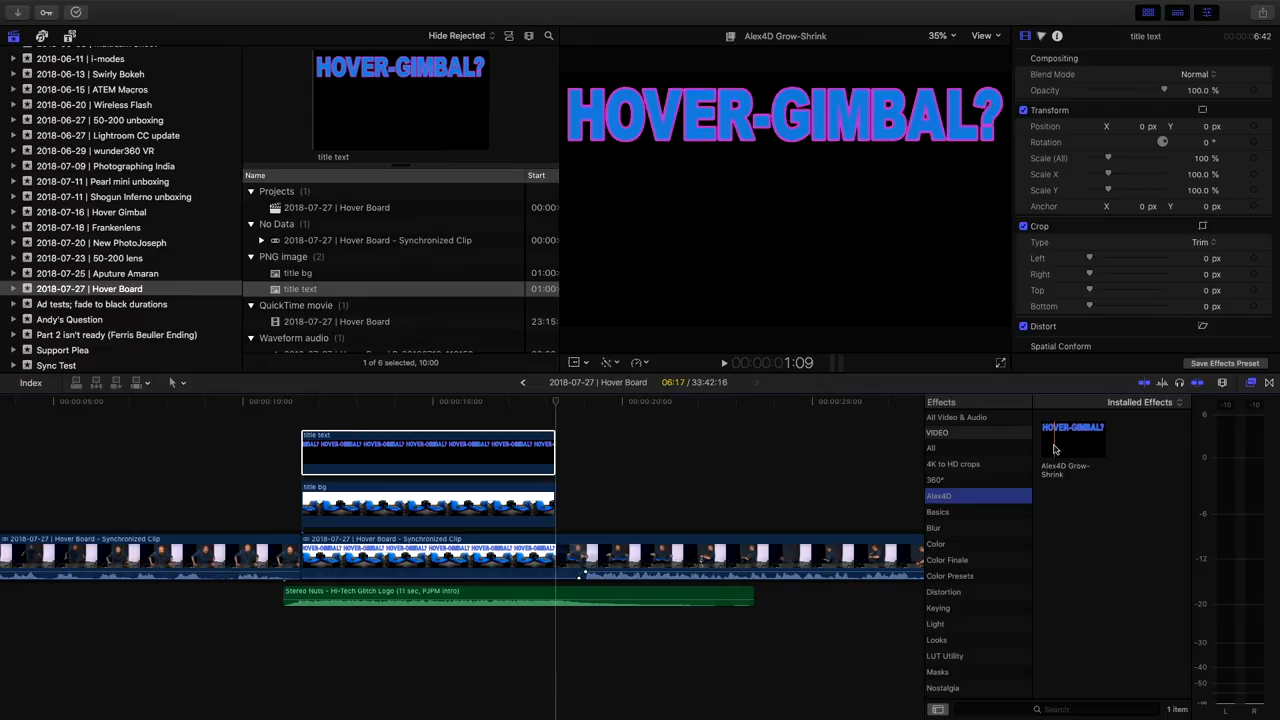 Hide Rejected
Alex4D Grow-Shrink
35%
View
title text
6:42
2018-06-11 | i-modes
2018-06-13 | Swirly Bokeh
2018-06-15 | ATEM Macros
2018-06-20 | Wireless Flash
2018-06-27 | 50-200 unboxing
2018-06-27 | Lightroom CC update
2018-06-29 | wunder360 VR
2018-07-09 | Photographing India
2018-07-11 | Pearl mini unboxing
2018-07-11 | Shogun Inferno unboxing
2018-07-16 | Hover Gimbal
2018-07-18 | Frankenlens
2018-07-20 | New PhotoJoseph
2018-07-23 | 50-200 lens
2018-07-25 | Aputure Amaran
2018-07-27 | Hover Board
Ad tests; fade to black durations
Andy's Question
Part 2 isn't ready (Ferris Beuller Ending)
Support Plea
Sync Test
HOVER-GIMBAL?
title text
Name
Start
Projects (1)
2018-07-27 | Hover Board
00:00:
No Data (1)
2018-07-27 | Hover Board - Synchronized Clip
00:00:
PNG image (2)
title bg
01:00:
title text
01:00:
QuickTime movie (1)
2018-07-27 | Hover Board
23:15:
Waveform audio (1)
1 of 6 selected, 10:00
HOVER-GIMBAL?
00:00:00:01:09
Compositing
Blend Mode
Normal
Opacity
100.0 %
Transform
Position
X
0 px
Y
0 px
Rotation
0 °
Scale (All)
100 %
Scale X
100.0 %
Scale Y
100.0 %
Anchor
X
0 px
Y
0 px
Crop
Type
Trim
Left
0 px
Right
0 px
Top
0 px
Bottom
0 px
Distort
Spatial Conform
Save Effects Preset
Index
2018-07-27 | Hover Board
06:17 / 33:42:16
00:00:05:00
00:00:10:00
00:00:15:00
00:00:20:00
00:00:25:00
title text
HOVER-GIMBAL? HOVER-GIMBAL? HOVER-GIMBAL? HOVER-GIMBAL? HOVER-GIMBAL?
title bg
2018-07-27 | Hover Board - Synchronized Clip
2018-07-27 | Hover Board - Synchronized Clip
HOVER-GIMBAL? HOVER-GIMBAL? HOVER-GIMBAL? HOVER-GIMBAL? HOVER-GIMBAL?
Stereo Nuts - Hi-Tech Glitch Logo (11 sec, PJPM intro)
Effects
Installed Effects
All Video & Audio
VIDEO
All
4K to HD crops
360°
Alex4D
Basics
Blur
Color
Color Finale
Color Presets
Distortion
Keying
Light
Looks
LUT Utility
Masks
Nostalgia
HOVER-GIMBAL?
Alex4D Grow-
Shrink
Search
1 item
-10
-10
6
0
-6
-12
-20
-30
-40
-50
L
R